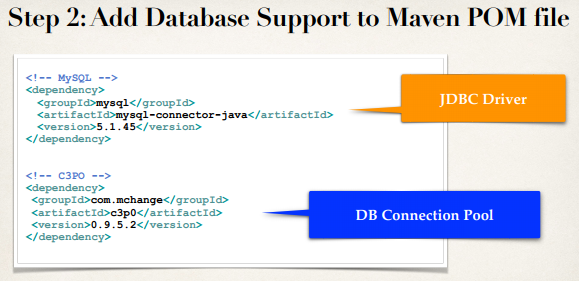 Step 2: Add Database Support to Maven POM file
<!-- MySQL -->
<dependency>
<groupId>mysql</groupId>
<artifactId>mysql-connector-java</artifactId>
<version>5.1.45</version>
</dependency>
JDBC Driver
<!-- C3PO -->
<dependency>
<groupId>com.mchange</groupId>
<artifactId>c3p0</artifactId>
<version>0.9.5.2</version>
</dependency>
DB Connection Pool